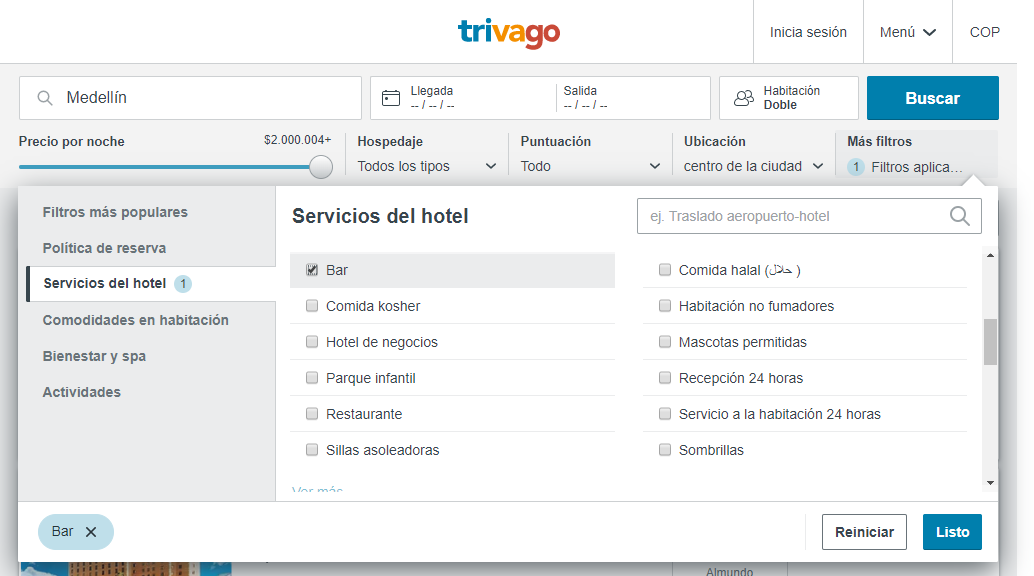 trivago
Inicia sesión
Menú
COP
Medellín
Llegada
-- / -- / --
Salida
-- / -- / --
Habitación
Doble
Buscar
Precio por noche
$2.000.004+
Hospedaje
Todos los tipos
Puntuación
Todo
Ubicación
centro de la ciudad
Más filtros
1 Filtros aplica...
Filtros más populares
Política de reserva
Servicios del hotel 1
Comodidades en habitación
Bienestar y spa
Actividades
Servicios del hotel
ej. Traslado aeropuerto-hotel
Bar
Comida kosher
Hotel de negocios
Parque infantil
Restaurante
Sillas asoleadoras
Comida halal (حلال)
Habitación no fumadores
Mascotas permitidas
Recepción 24 horas
Servicio a la habitación 24 horas
Sombrillas
Ver más
Bar
Reiniciar
Listo
Almundo